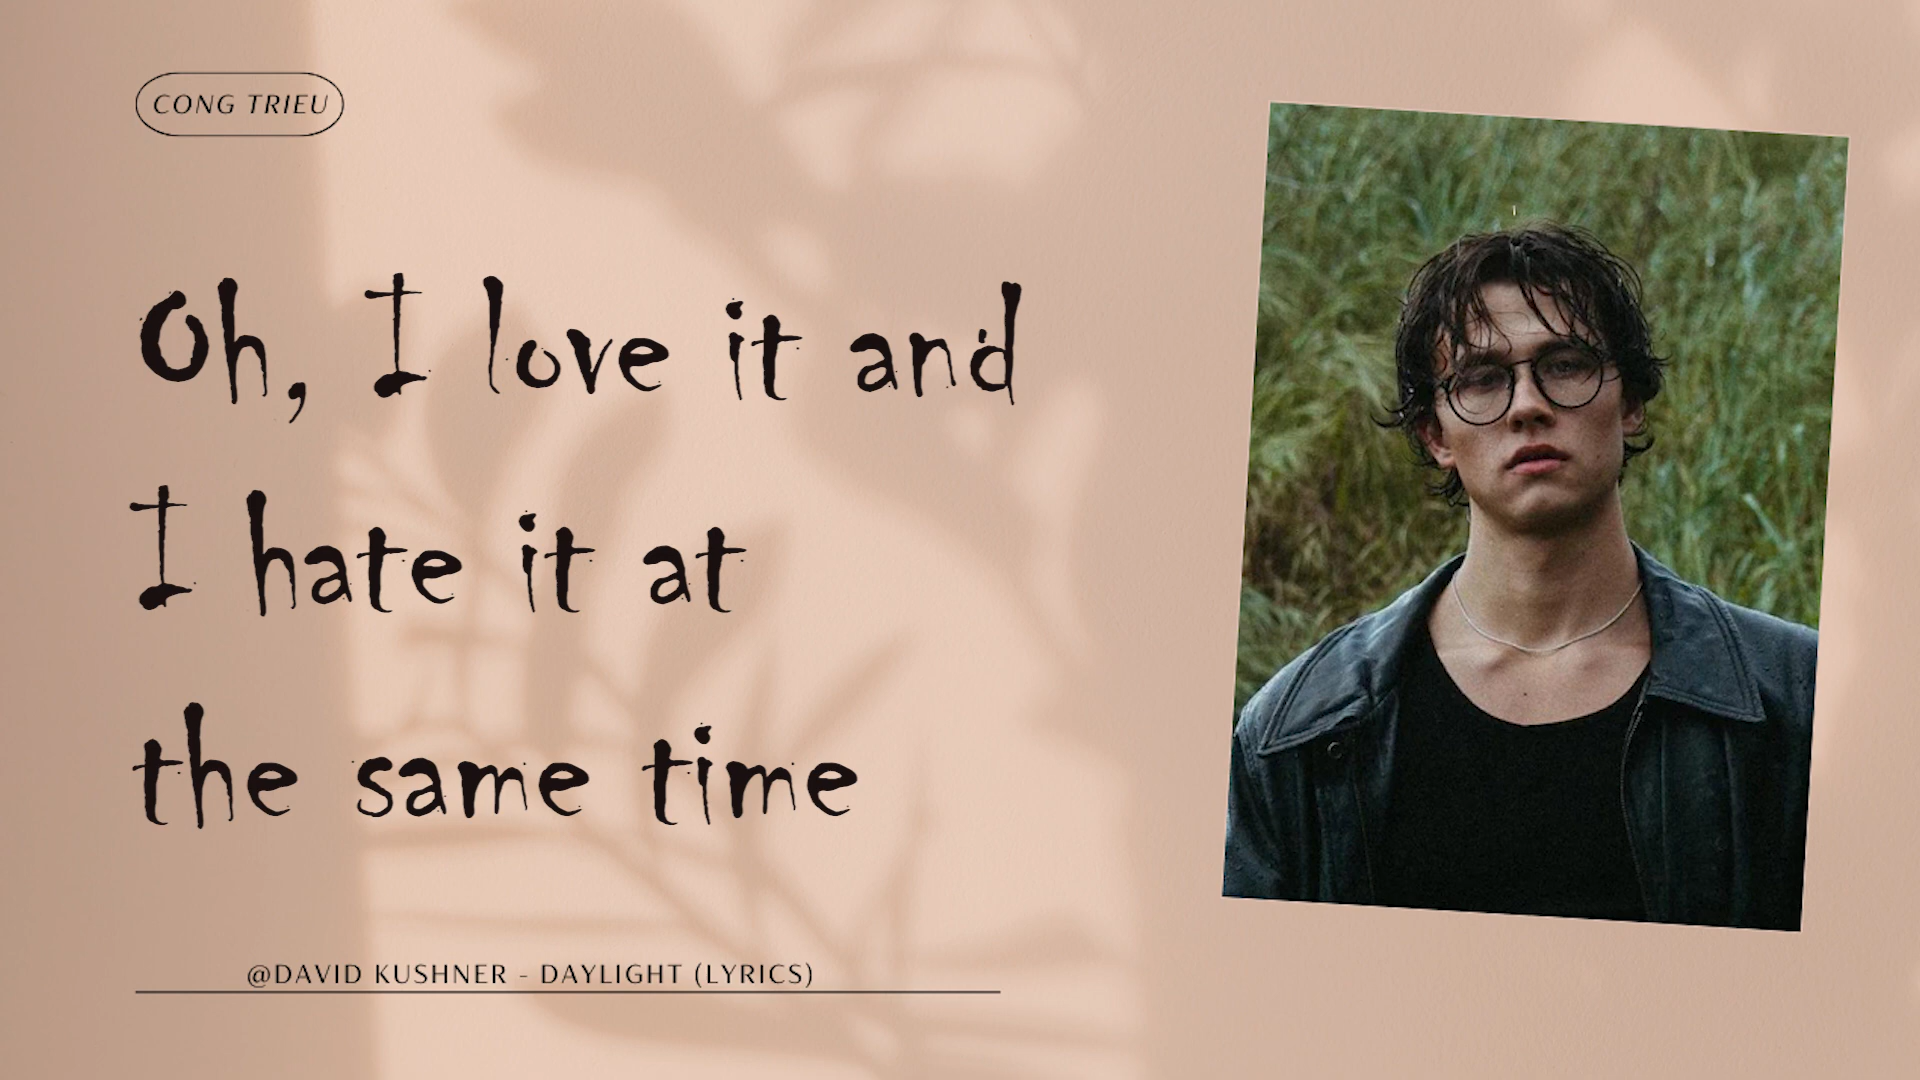 CONG TRIEU
Oh, I love it and
I hate it at
the same time
@DAVID KUSHNER - DAYLIGHT (LYRICS)